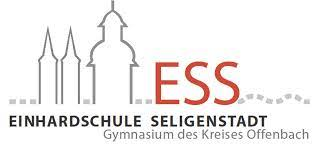 ESS
EINHARDSCHULE SELIGENSTADT
Gymnasium des Kreises Offenbach